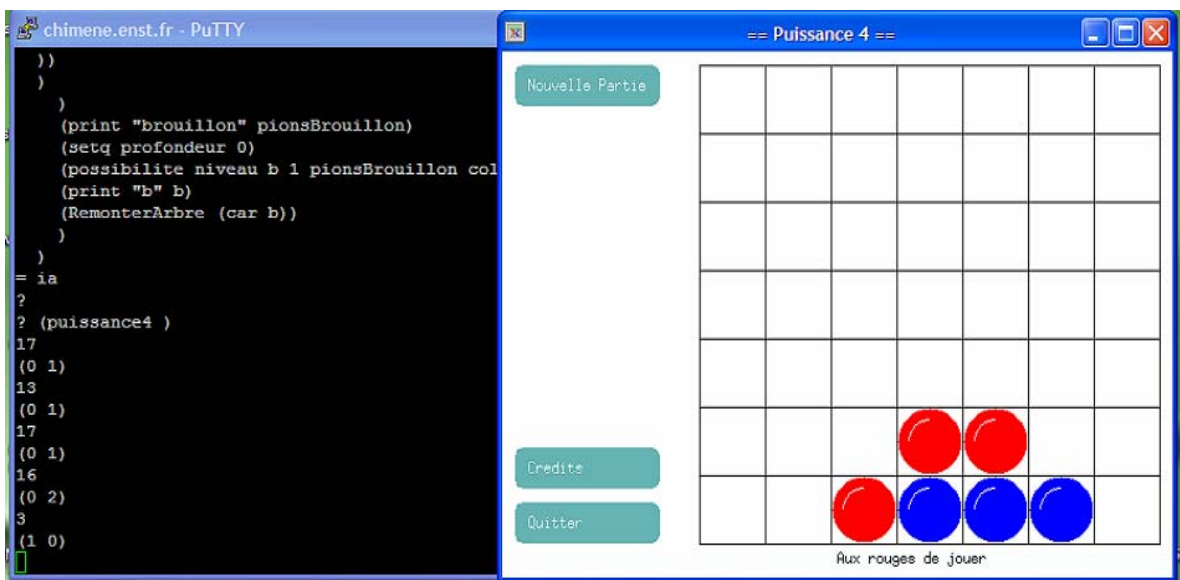 chimene.enst.fr - PuTTY
))
)
)
(print "brouillon" pionsBrouillon)
(setq profondeur 0)
(possibilite niveau b 1 pionsBrouillon col
(print "b" b)
(RemonterArbre (car b))
)
)
= ia
?
? (puissance4 )
17
(0 1)
13
(0 1)
17
(0 1)
16
(0 2)
3
(1 0)
== Puissance 4 ==
Nouvelle Partie
Credits
Quitter
Aux rouges de jouer